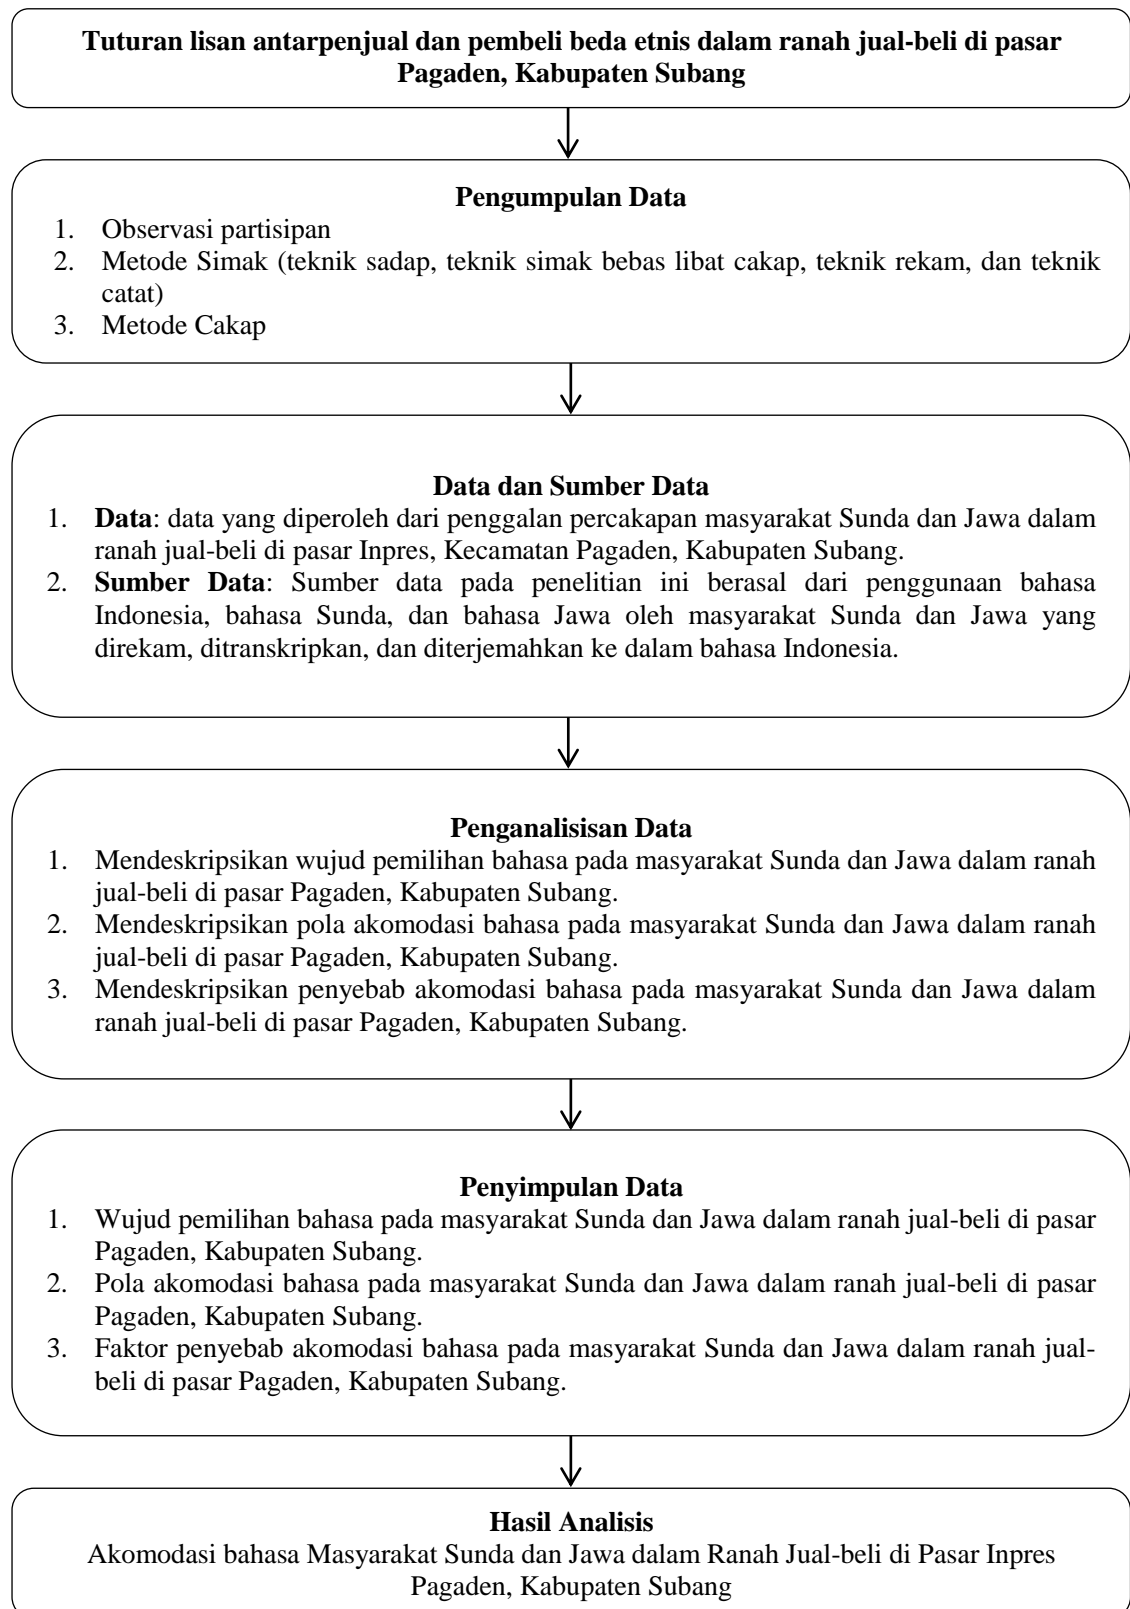 Tuturan lisan antarpenjual dan pembeli beda etnis dalam ranah jual-beli di pasar
Pagaden, Kabupaten Subang
Pengumpulan Data
1. Observasi partisipan
2. Metode Simak (teknik sadap, teknik simak bebas libat cakap, teknik rekam, dan teknik
catat)
3. Metode Cakap
Data dan Sumber Data
1. Data: data yang diperoleh dari penggalan percakapan masyarakat Sunda dan Jawa dalam
ranah jual-beli di pasar Inpres, Kecamatan Pagaden, Kabupaten Subang.
2. Sumber Data: Sumber data pada penelitian ini berasal dari penggunaan bahasa
Indonesia, bahasa Sunda, dan bahasa Jawa oleh masyarakat Sunda dan Jawa yang
direkam, ditranskripkan, dan diterjemahkan ke dalam bahasa Indonesia.
Penganalisisan Data
1. Mendeskripsikan wujud pemilihan bahasa pada masyarakat Sunda dan Jawa dalam ranah
jual-beli di pasar Pagaden, Kabupaten Subang.
2. Mendeskripsikan pola akomodasi bahasa pada masyarakat Sunda dan Jawa dalam ranah
jual-beli di pasar Pagaden, Kabupaten Subang.
3. Mendeskripsikan penyebab akomodasi bahasa pada masyarakat Sunda dan Jawa dalam
ranah jual-beli di pasar Pagaden, Kabupaten Subang.
Penyimpulan Data
1. Wujud pemilihan bahasa pada masyarakat Sunda dan Jawa dalam ranah jual-beli di pasar
Pagaden, Kabupaten Subang.
2. Pola akomodasi bahasa pada masyarakat Sunda dan Jawa dalam ranah jual-beli di pasar
Pagaden, Kabupaten Subang.
3. Faktor penyebab akomodasi bahasa pada masyarakat Sunda dan Jawa dalam ranah jual-
beli di pasar Pagaden, Kabupaten Subang.
Hasil Analisis
Akomodasi bahasa Masyarakat Sunda dan Jawa dalam Ranah Jual-beli di Pasar Inpres
Pagaden, Kabupaten Subang